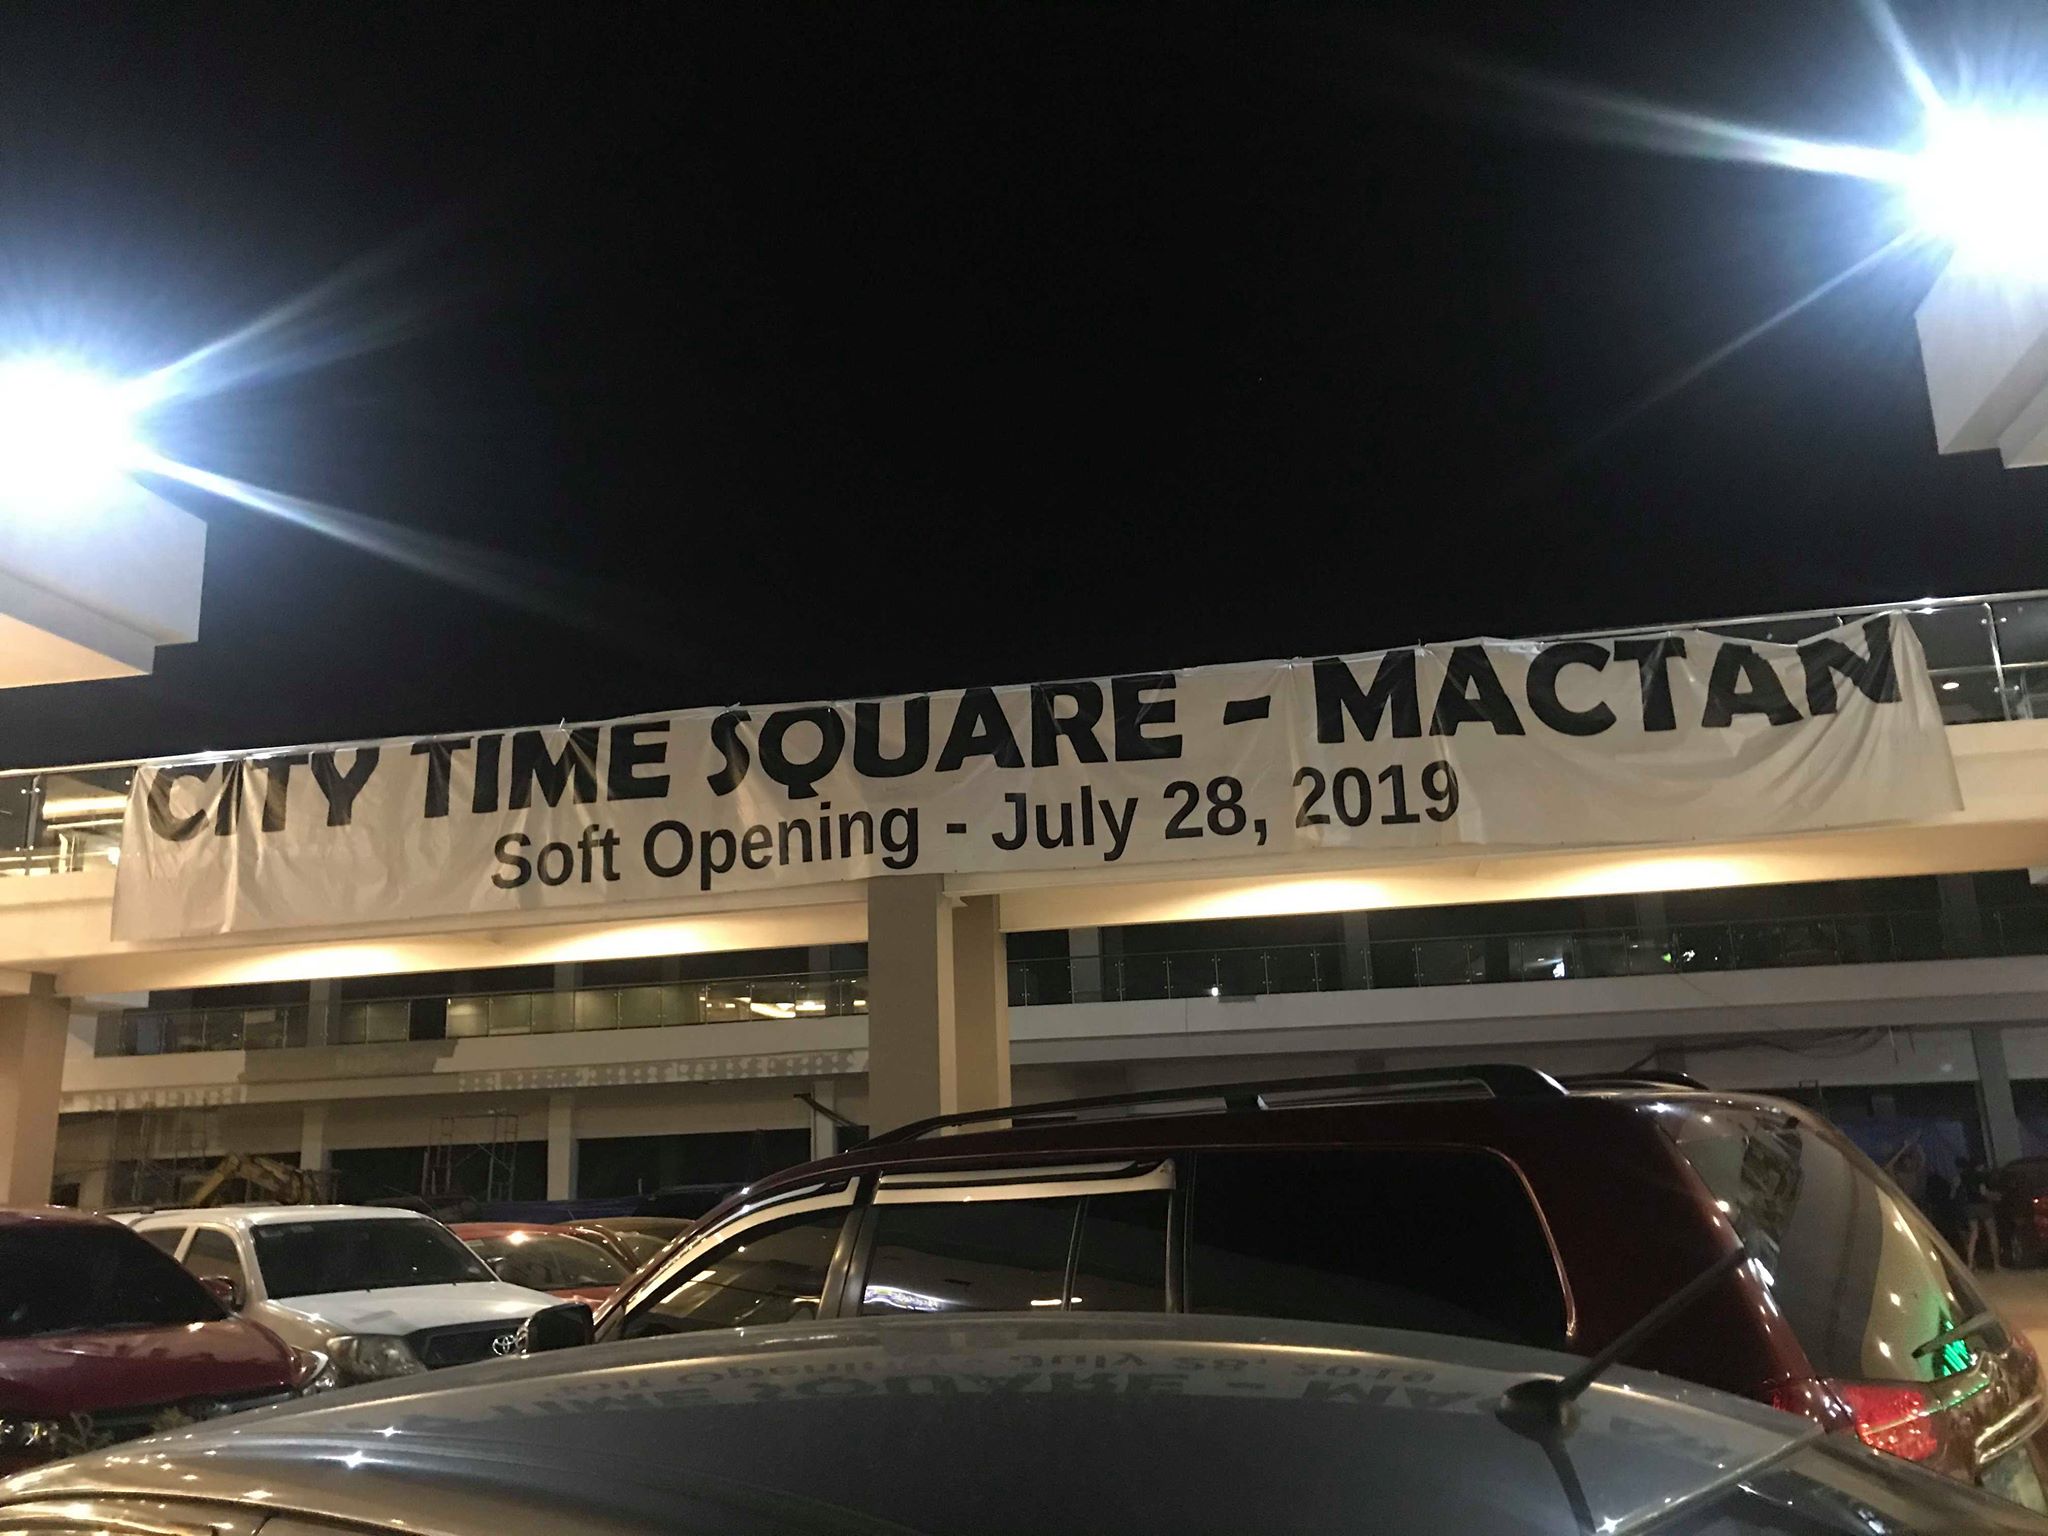 CITY TIME SQUARE - MACTAN
Soft Opening - July 28, 2019